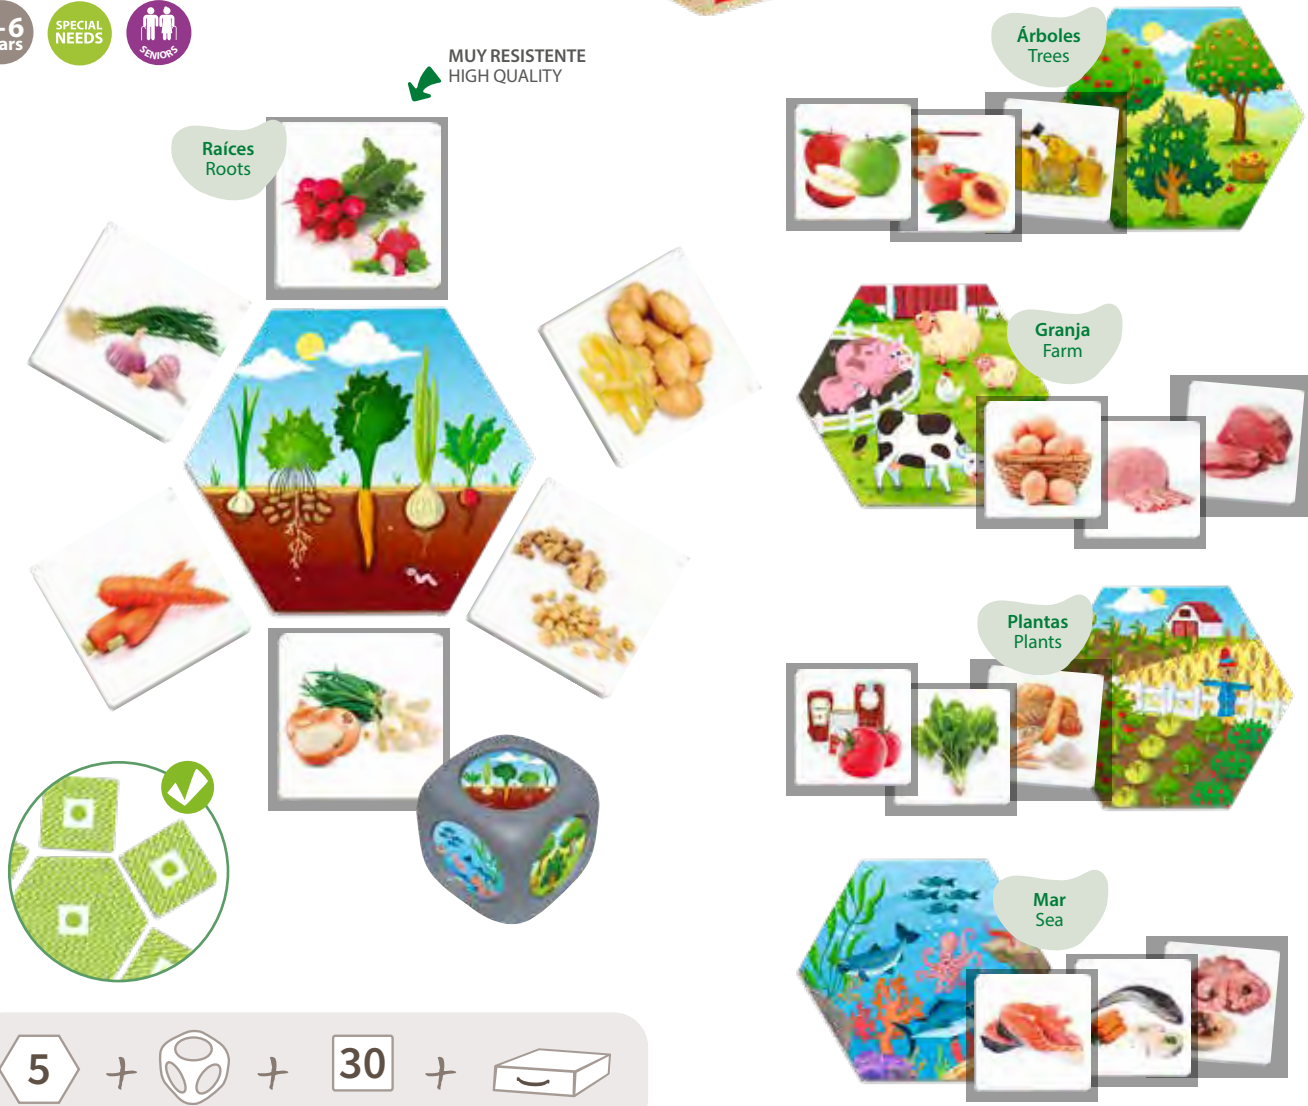 -6
ars
SPECIAL
NEEDS
SENIORS
MUY RESISTENTE
HIGH QUALITY
Raíces
Roots
Árboles
Trees
Granja
Farm
Plantas
Plants
Mar
Sea
5 + + 30 +